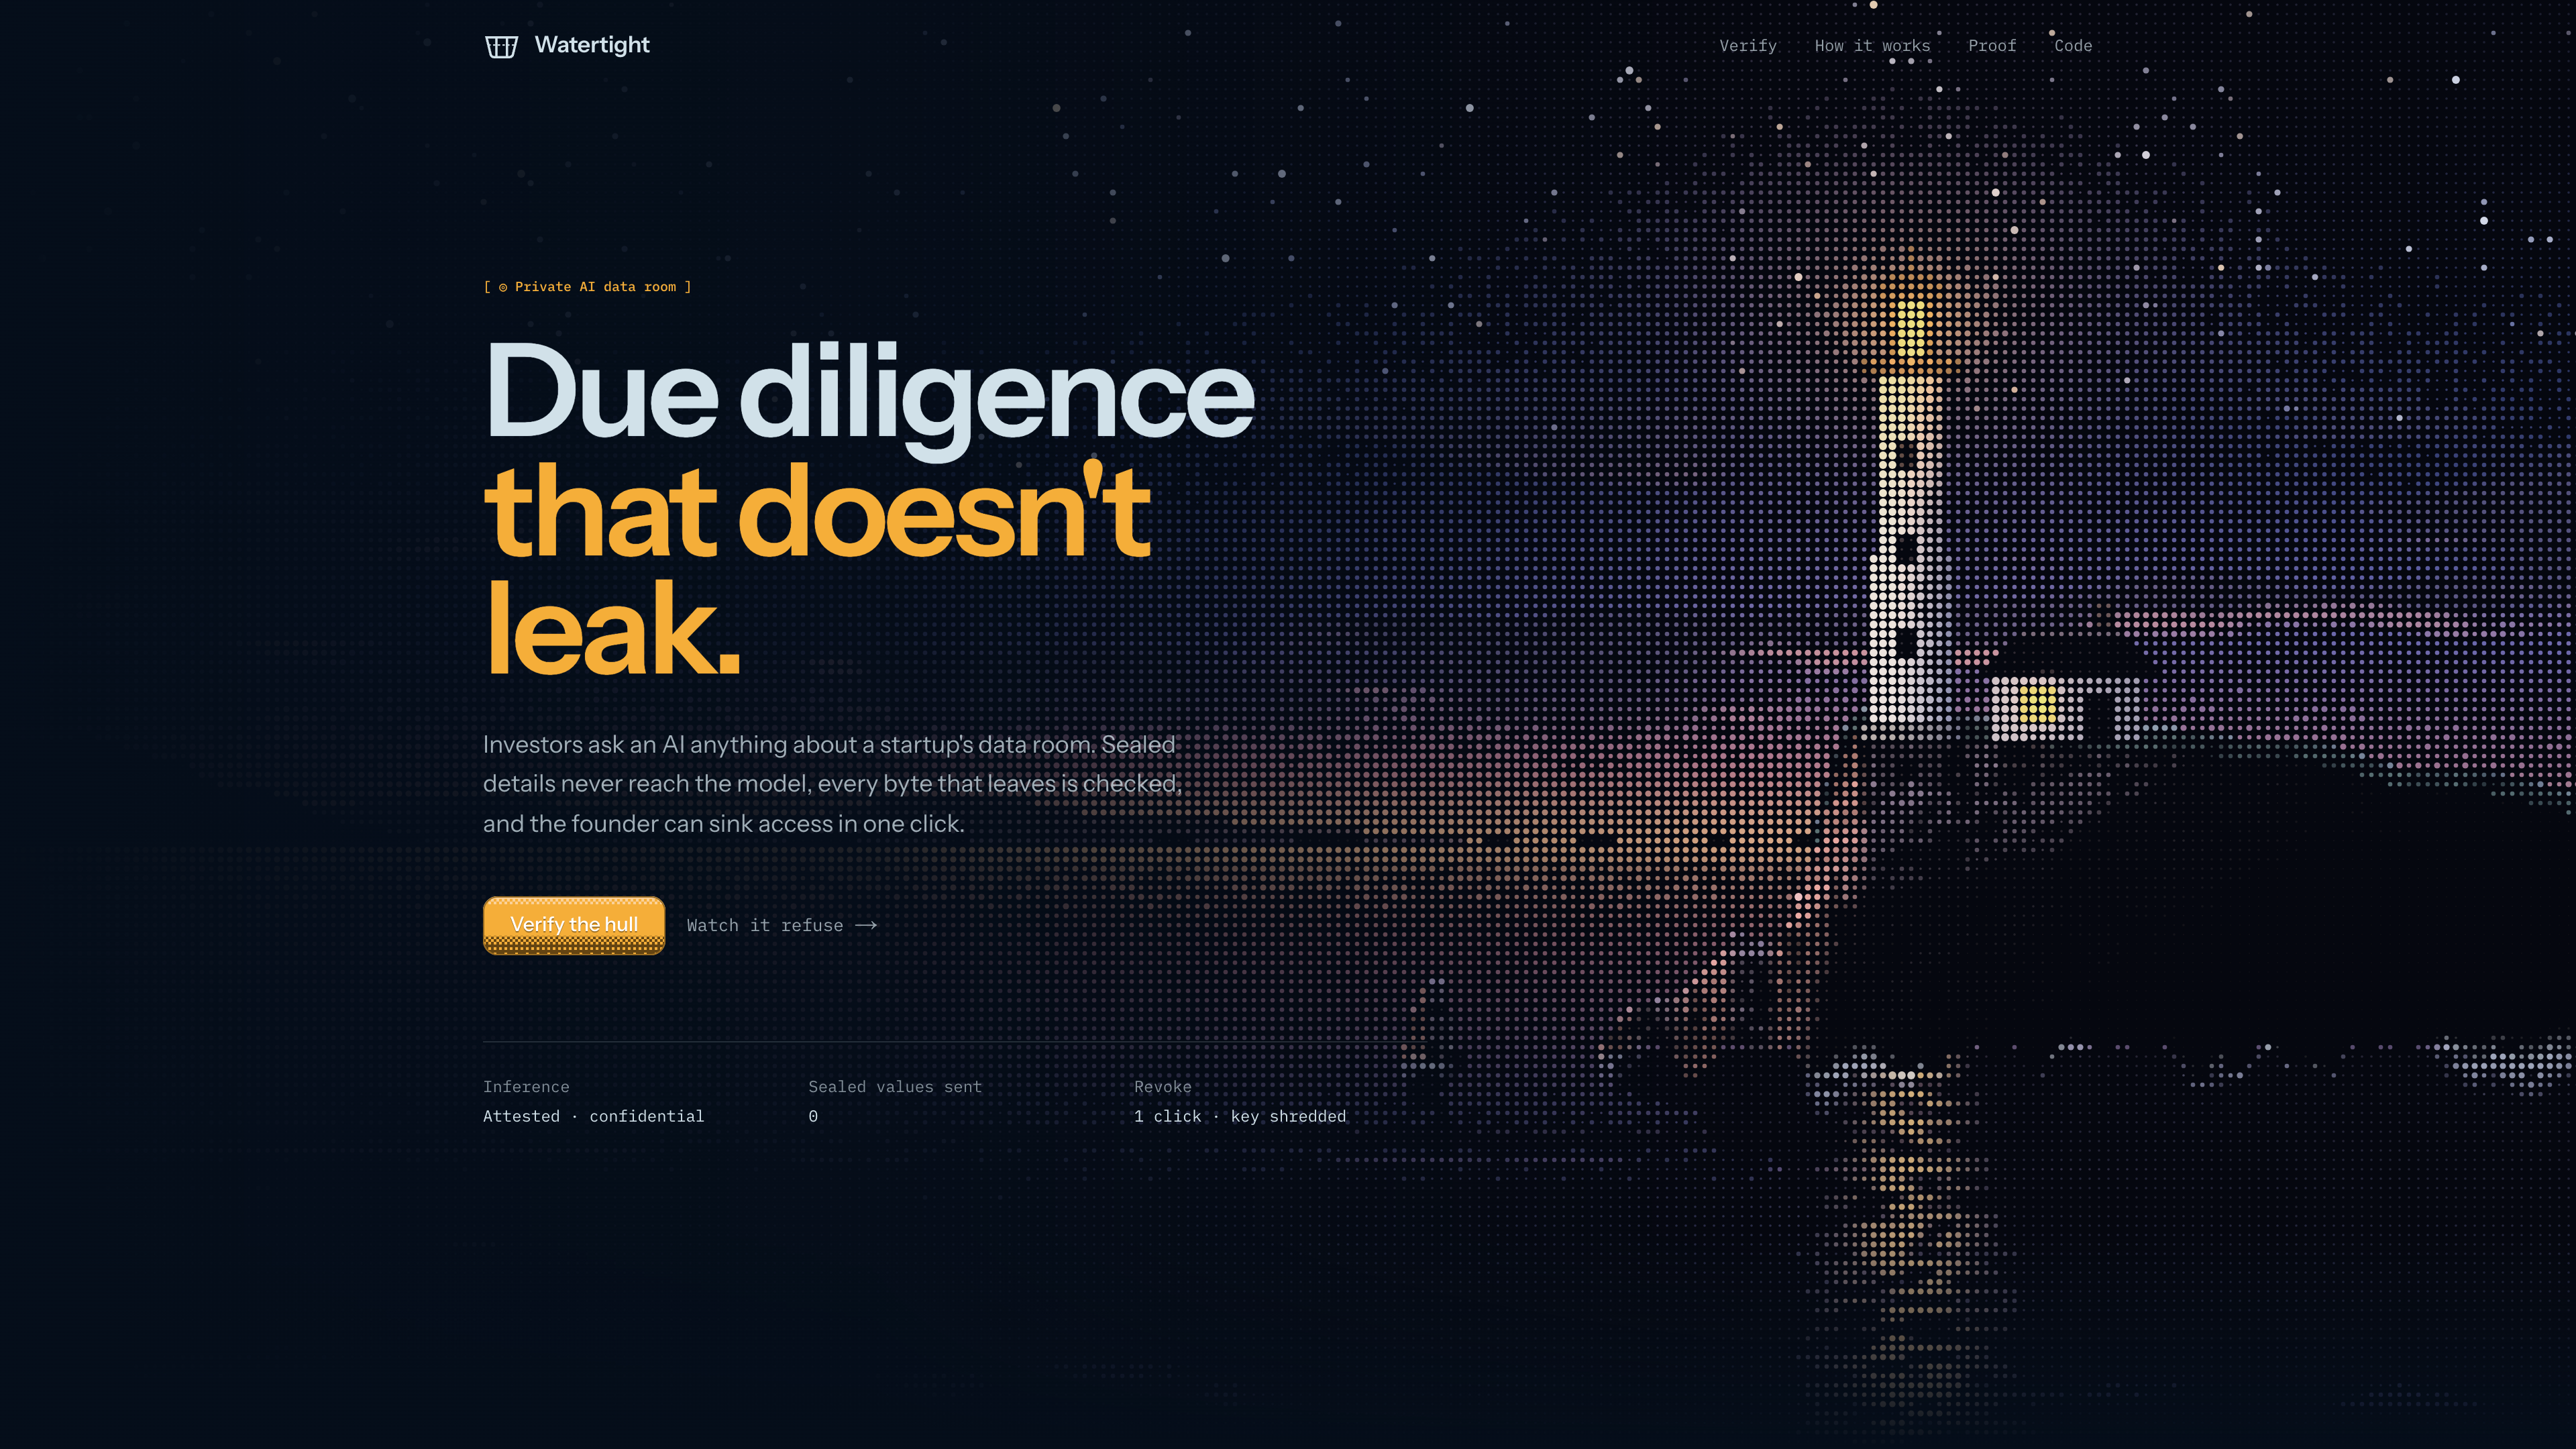 Watertight
Verify How it works Proof Code
[ ◎ Private AI data room ]
Due diligence
that doesn't
leak.
Investors ask an AI anything about a startup's data room. Sealed
details never reach the model, every byte that leaves is checked,
and the founder can sink access in one click.
Verify the hull
Watch it refuse →
Inference
Attested · confidential
Sealed values sent
0
Revoke
1 click · key shredded